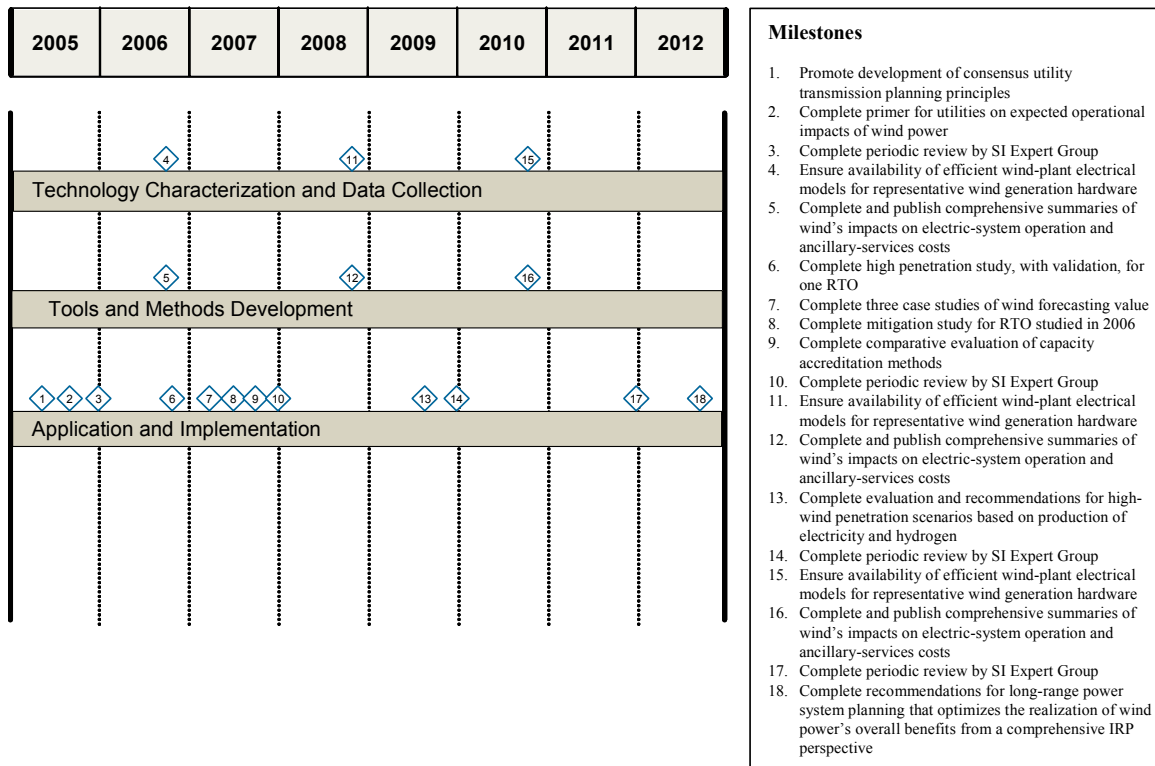 2005 2006 2007 2008 2009 2010 2011 2012
4 11 15
Technology Characterization and Data Collection
5 12 16
Tools and Methods Development
1 2 3 6 7 8 9 10 13 14 17 18
Application and Implementation
Milestones
1. Promote development of consensus utility
transmission planning principles
2. Complete primer for utilities on expected operational
impacts of wind power
3. Complete periodic review by SI Expert Group
4. Ensure availability of efficient wind-plant electrical
models for representative wind generation hardware
5. Complete and publish comprehensive summaries of
wind's impacts on electric-system operation and
ancillary-services costs
6. Complete high penetration study, with validation, for
one RTO
7. Complete three case studies of wind forecasting value
8. Complete mitigation study for RTO studied in 2006
9. Complete comparative evaluation of capacity
accreditation methods
10. Complete periodic review by SI Expert Group
11. Ensure availability of efficient wind-plant electrical
models for representative wind generation hardware
12. Complete and publish comprehensive summaries of
wind's impacts on electric-system operation and
ancillary-services costs
13. Complete evaluation and recommendations for high-
wind penetration scenarios based on production of
electricity and hydrogen
14. Complete periodic review by SI Expert Group
15. Ensure availability of efficient wind-plant electrical
models for representative wind generation hardware
16. Complete and publish comprehensive summaries of
wind's impacts on electric-system operation and
ancillary-services costs
17. Complete periodic review by SI Expert Group
18. Complete recommendations for long-range power
system planning that optimizes the realization of wind
power's overall benefits from a comprehensive IRP
perspective